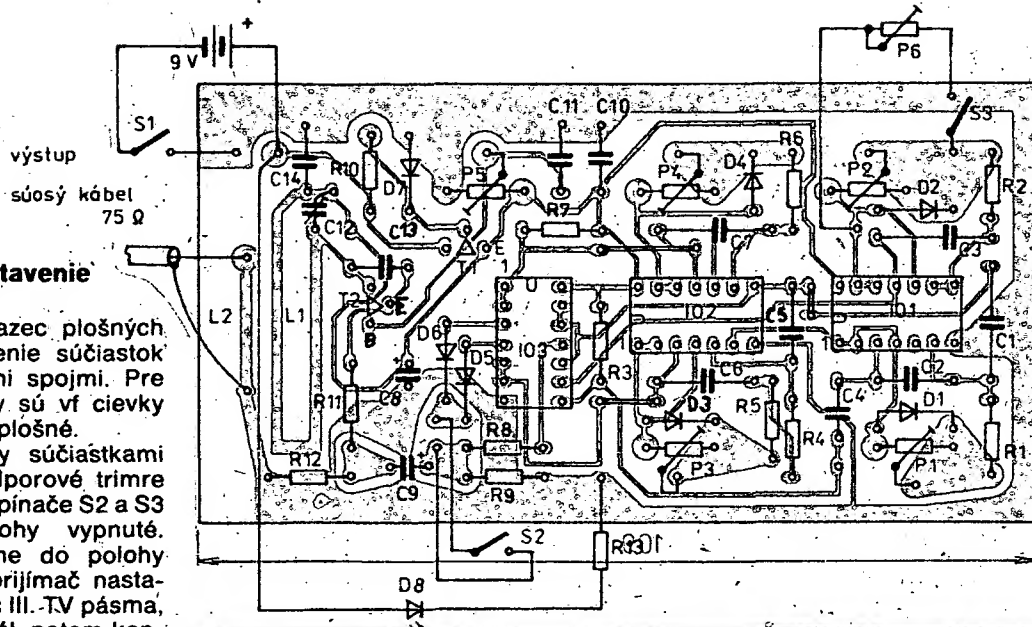 +
9 V
P6
S1
S3
výstup
súosý kábel
75 Ω
C11
C10
R6
C14
R10
D7
P5
P4
D4
P2
D2
R2
C12
C13
R7
C7
C3
T1
E
1
tavenie
T2
E
B
L2
L1
D6
D5
IO3
R3
1
IO2
C5
1
IO1
C1
azec plošných
enie súčiastok
ni spojmi. Pre
y sú vf cievky
plošné.
y súčiastkami
dporové trimre
pínače S2 a S3
ohy vypnuté.
ne do polohy
prijímač nasta-
III. TV pásma,
R11
C8
+
C6
C4
C2
D3
R5
R4
D1
R8
R12
C9
+
R9
P3
P1
R1
S2
R13
100
D8